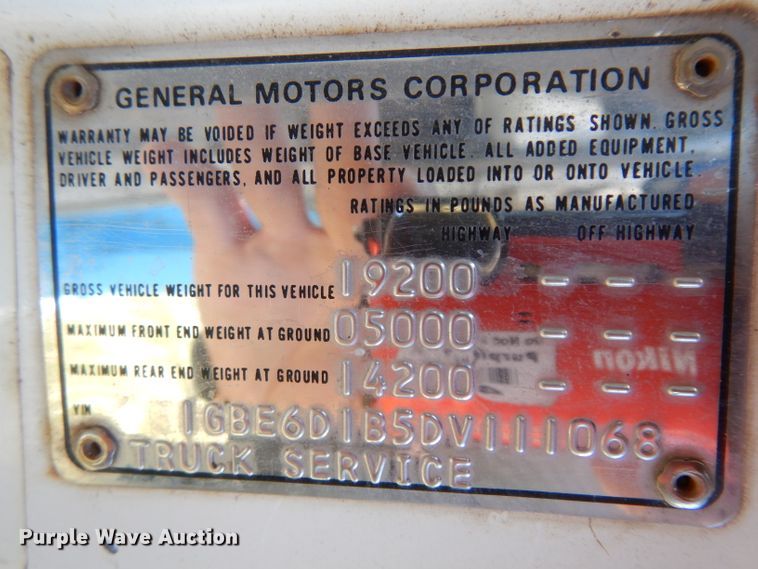 GENERAL MOTORS CORPORATION
WARRANTY MAY BE VOIDED IF WEIGHT EXCEEDS ANY OF RATINGS SHOWN. GROSS
VEHICLE WEIGHT INCLUDES WEIGHT OF BASE VEHICLE. ALL ADDED EQUIPMENT,
DRIVER AND PASSENGERS, AND ALL PROPERTY LOADED INTO OR ONTO VEHICLE.
RATINGS IN POUNDS AS MANUFACTURED
HIGHWAY OFF HIGHWAY
GROSS VEHICLE WEIGHT FOR THIS VEHICLE 19200 - - -
MAXIMUM FRONT END WEIGHT AT GROUND 05000 - - -
MAXIMUM REAR END WEIGHT AT GROUND 14200 - - -
Nikon
VIN 1GBE6D1B5DV111068
TRUCK SERVICE
Purple Wave Auction